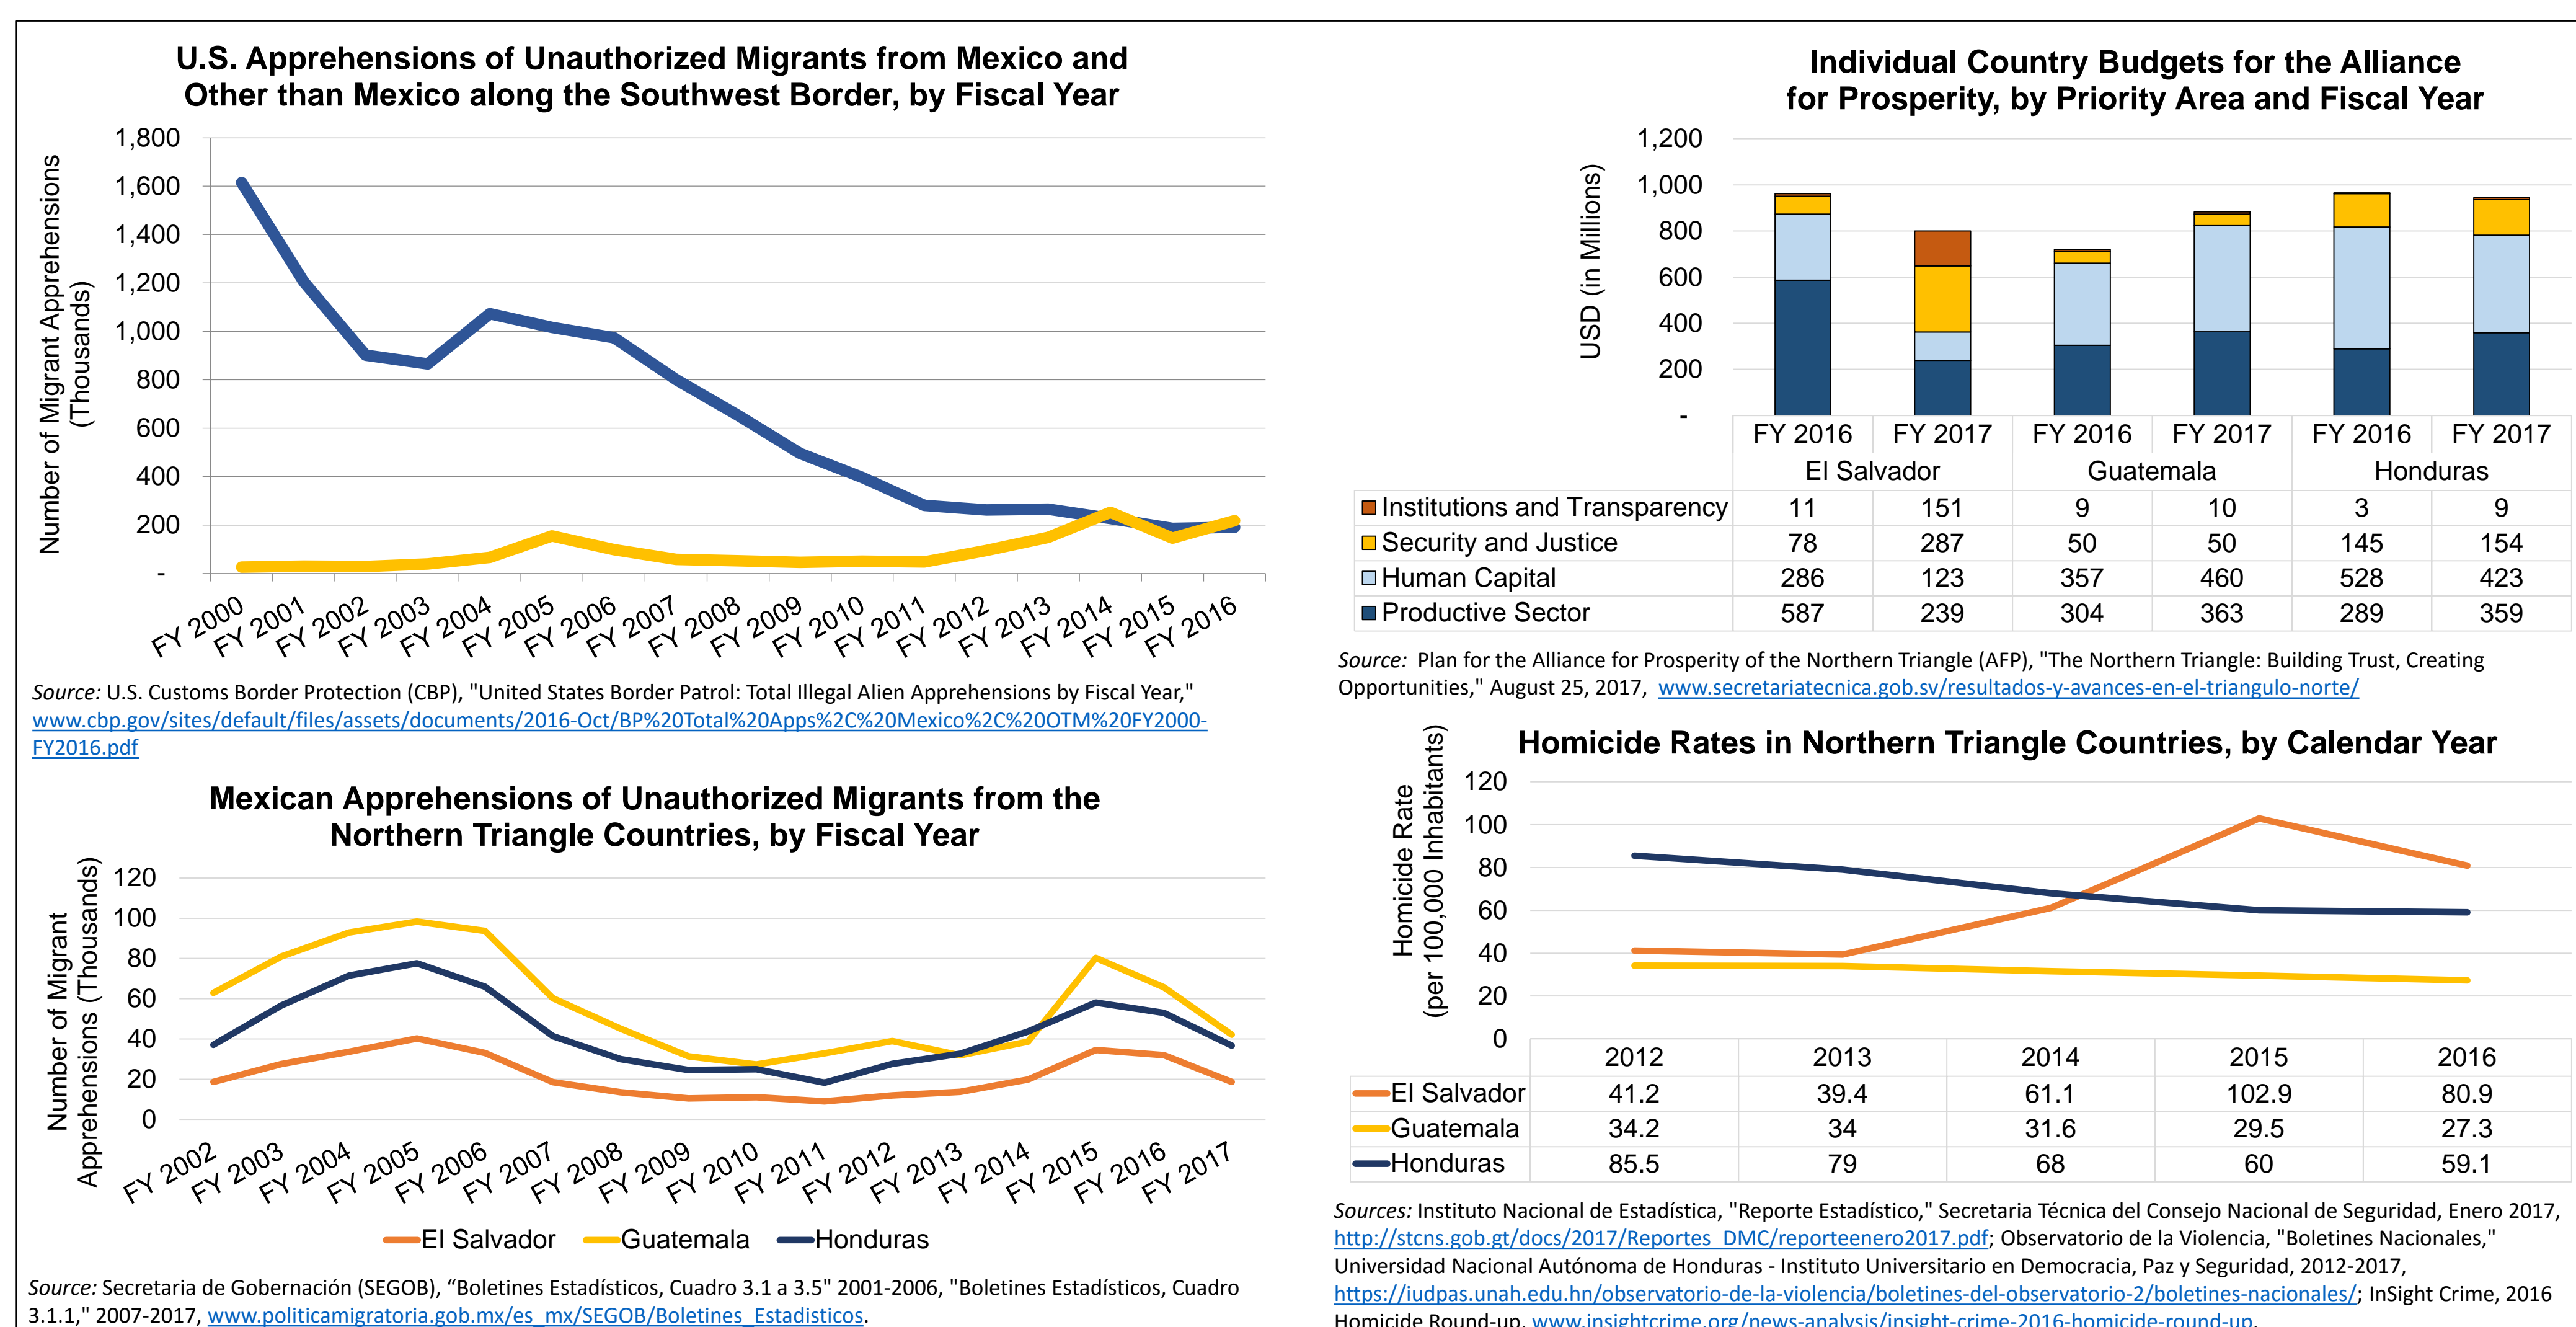 U.S. Apprehensions of Unauthorized Migrants from Mexico and
Other than Mexico along the Southwest Border, by Fiscal Year
Number of Migrant Apprehensions
(Thousands)
1,800
1,600
1,400
1,200
1,000
800
600
400
200
-
FY 2000
FY 2001
FY 2002
FY 2003
FY 2004
FY 2005
FY 2006
FY 2007
FY 2008
FY 2009
FY 2010
FY 2011
FY 2012
FY 2013
FY 2014
FY 2015
FY 2016
Source: U.S. Customs Border Protection (CBP), "United States Border Patrol: Total Illegal Alien Apprehensions by Fiscal Year,"
www.cbp.gov/sites/default/files/assets/documents/2016-Oct/BP%20Total%20Apps%2C%20Mexico%2C%20OTM%20FY2000-
FY2016.pdf
Mexican Apprehensions of Unauthorized Migrants from the
Northern Triangle Countries, by Fiscal Year
Number of Migrant
Apprehensions (Thousands)
120
100
80
60
40
20
0
FY 2002
FY 2003
FY 2004
FY 2005
FY 2006
FY 2007
FY 2008
FY 2009
FY 2010
FY 2011
FY 2012
FY 2013
FY 2014
FY 2015
FY 2016
FY 2017
El Salvador Guatemala Honduras
Source: Secretaria de Gobernación (SEGOB), “Boletines Estadísticos, Cuadro 3.1 a 3.5" 2001-2006, "Boletines Estadísticos, Cuadro
3.1.1," 2007-2017, www.politicamigratoria.gob.mx/es_mx/SEGOB/Boletines_Estadisticos.
Individual Country Budgets for the Alliance
for Prosperity, by Priority Area and Fiscal Year
USD (in Millions)
1,200
1,000
800
600
400
200
-
FY 2016 FY 2017 FY 2016 FY 2017 FY 2016 FY 2017
El Salvador Guatemala Honduras
Institutions and Transparency 11 151 9 10 3 9
Security and Justice 78 287 50 50 145 154
Human Capital 286 123 357 460 528 423
Productive Sector 587 239 304 363 289 359
Source: Plan for the Alliance for Prosperity of the Northern Triangle (AFP), "The Northern Triangle: Building Trust, Creating
Opportunities," August 25, 2017, www.secretariatecnica.gob.sv/resultados-y-avances-en-el-triangulo-norte/
Homicide Rates in Northern Triangle Countries, by Calendar Year
Homicide Rate
(per 100,000 Inhabitants)
120
100
80
60
40
20
0
2012 2013 2014 2015 2016
El Salvador 41.2 39.4 61.1 102.9 80.9
Guatemala 34.2 34 31.6 29.5 27.3
Honduras 85.5 79 68 60 59.1
Sources: Instituto Nacional de Estadística, "Reporte Estadístico," Secretaria Técnica del Consejo Nacional de Seguridad, Enero 2017,
http://stcns.gob.gt/docs/2017/Reportes_DMC/reporteenero2017.pdf; Observatorio de la Violencia, "Boletines Nacionales,"
Universidad Nacional Autónoma de Honduras - Instituto Universitario en Democracia, Paz y Seguridad, 2012-2017,
https://iudpas.unah.edu.hn/observatorio-de-la-violencia/boletines-del-observatorio-2/boletines-nacionales/; InSight Crime, 2016
Homicide Round-up, www.insightcrime.org/news-analysis/insight-crime-2016-homicide-round-up.